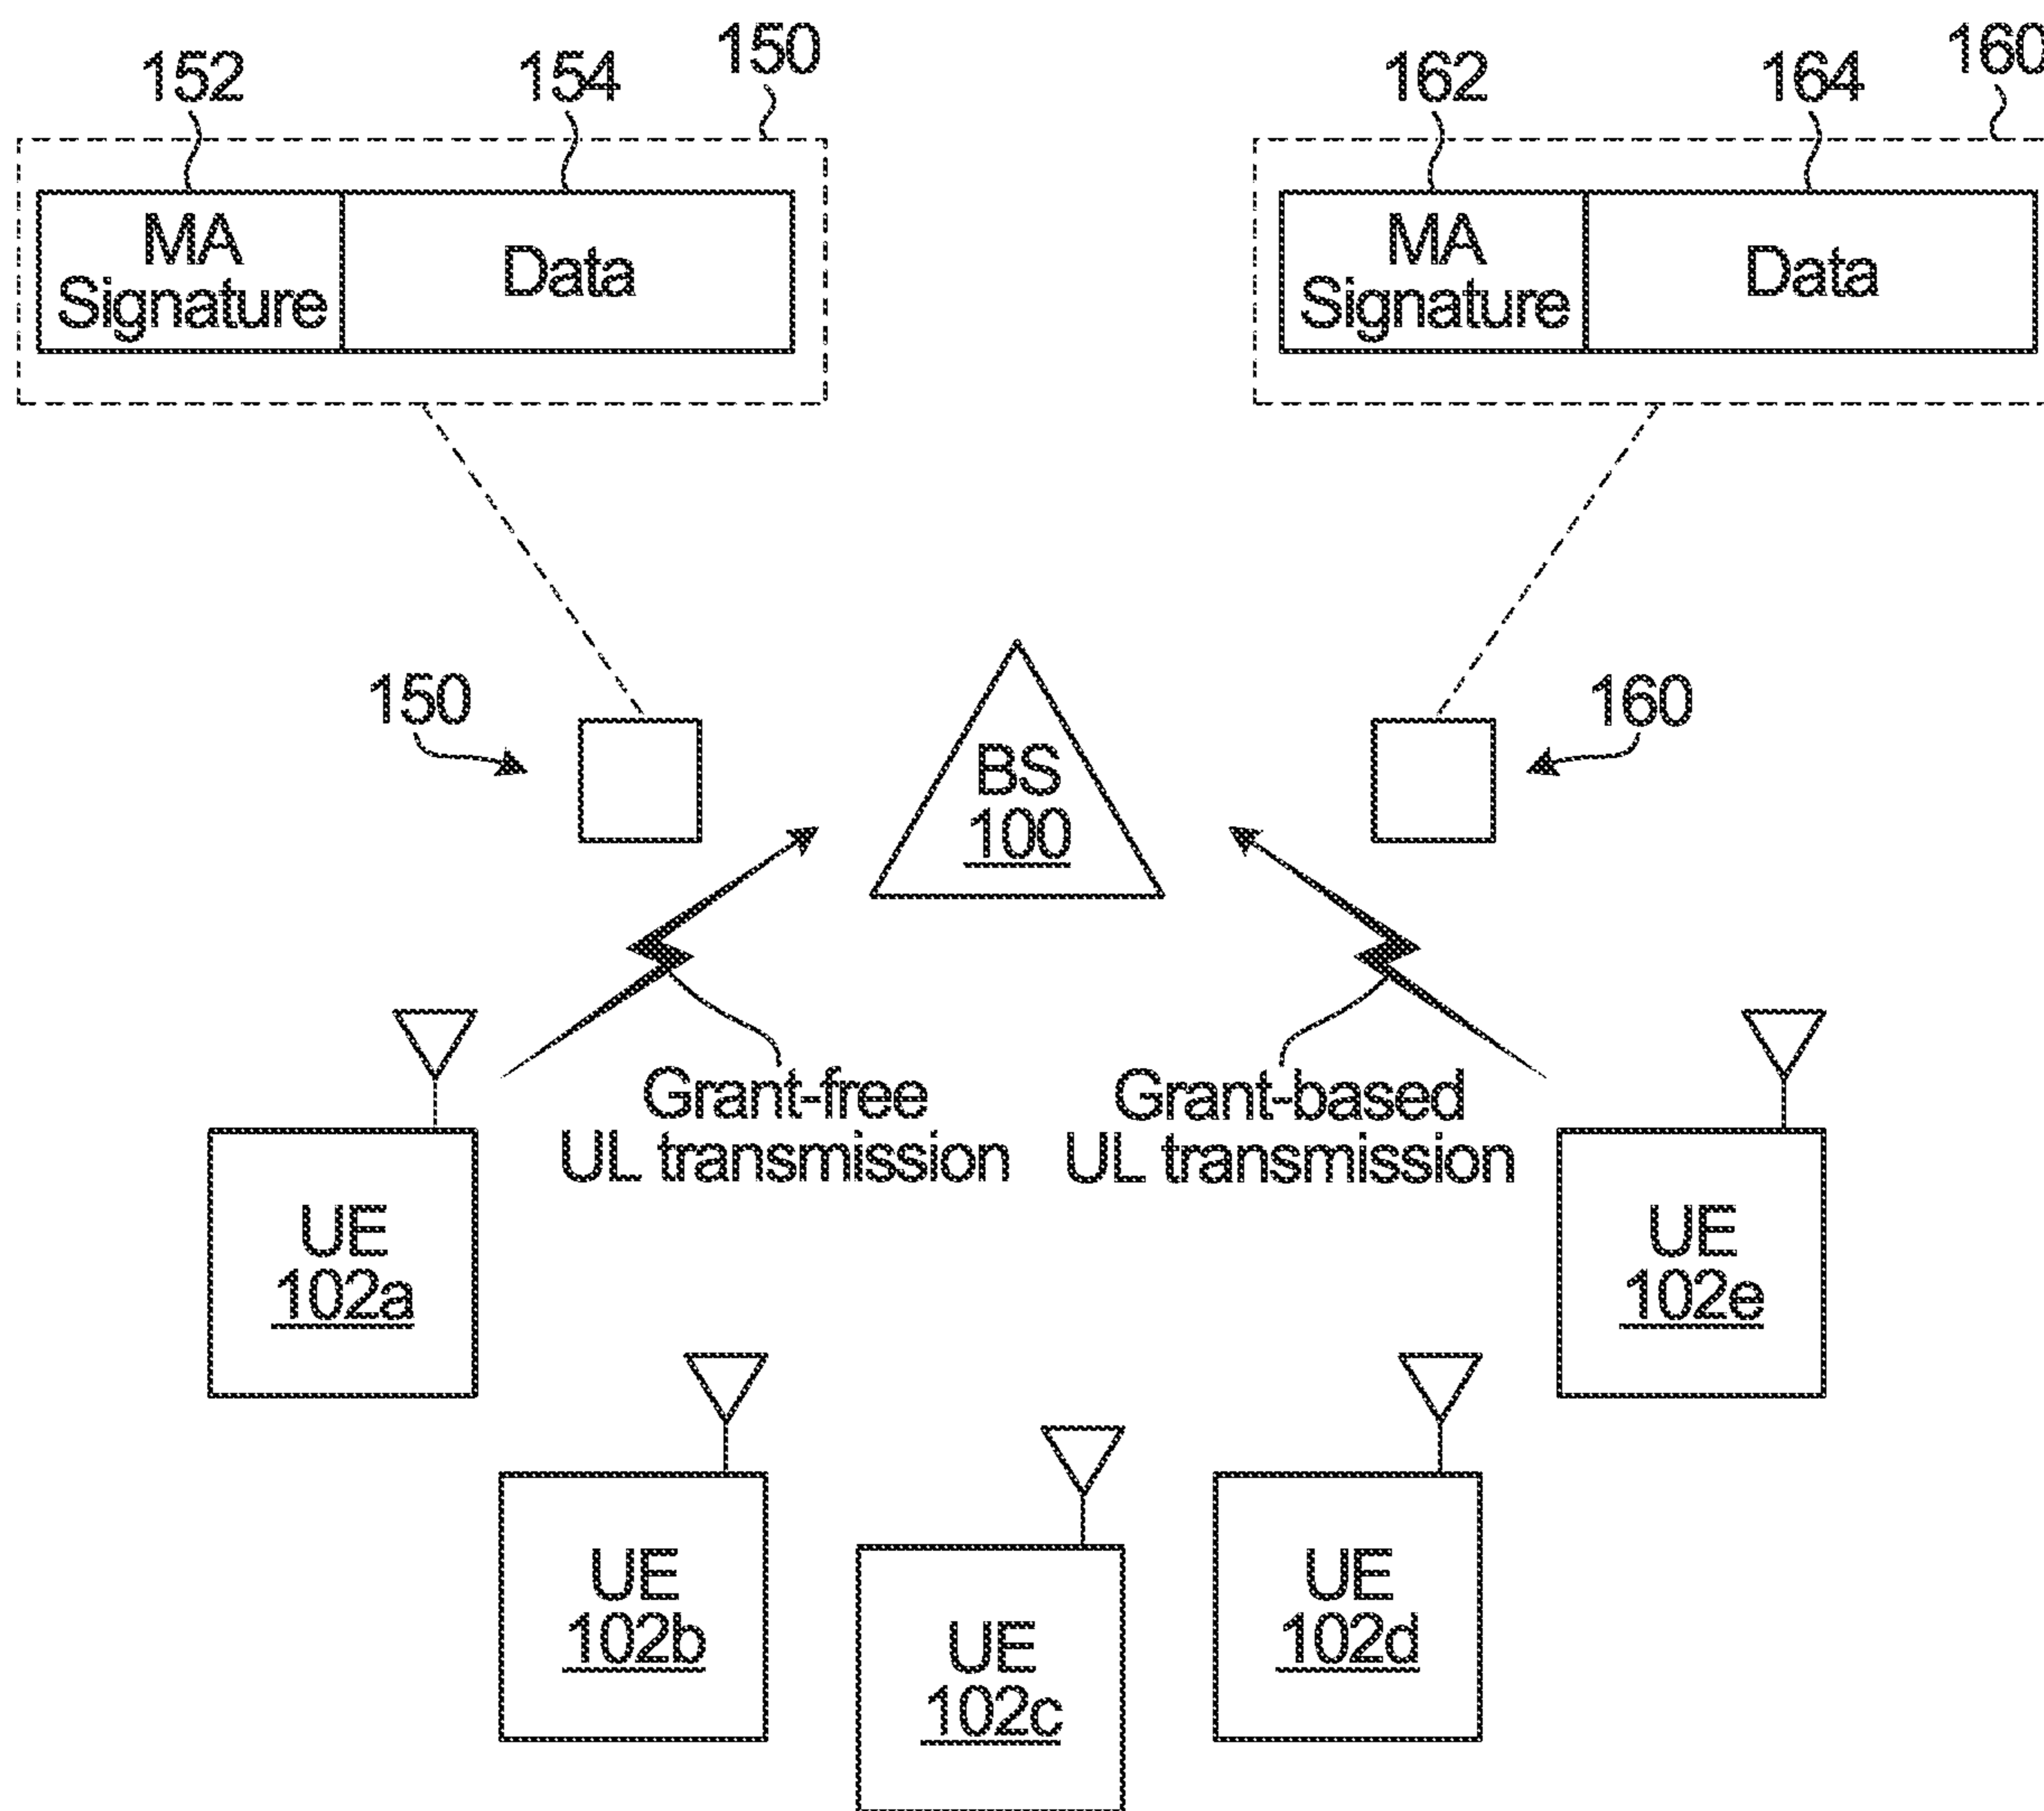 152
154
150
MA
Signature
Data
162
164
160
MA
Signature
Data
150
BS
100
160
Grant-free
UL transmission
Grant-based
UL transmission
UE
102a
UE
102e
UE
102b
UE
102c
UE
102d